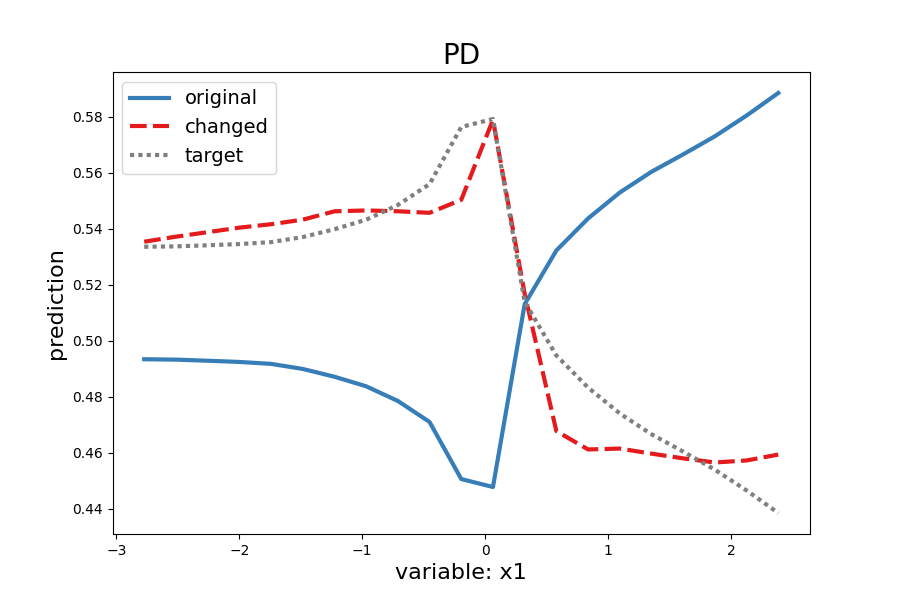 PD
original
changed
target
prediction
0.58
0.56
0.54
0.52
0.50
0.48
0.46
0.44
−3
−2
−1
0
1
2
variable: x1